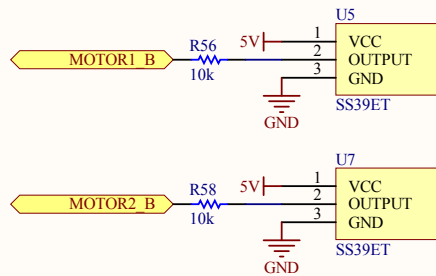 U5
5V 1 VCC
MOTOR1_B R56 10k 2 OUTPUT
3 GND
GND SS39ET
U7
5V 1 VCC
MOTOR2_B R58 10k 2 OUTPUT
3 GND
GND SS39ET